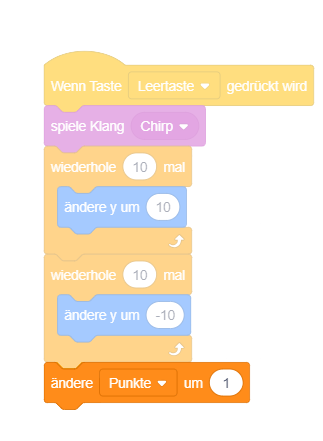 Wenn Taste Leertaste gedrückt wird
spiele Klang Chirp
wiederhole 10 mal
ändere y um 10
wiederhole 10 mal
ändere y um -10
ändere Punkte um 1